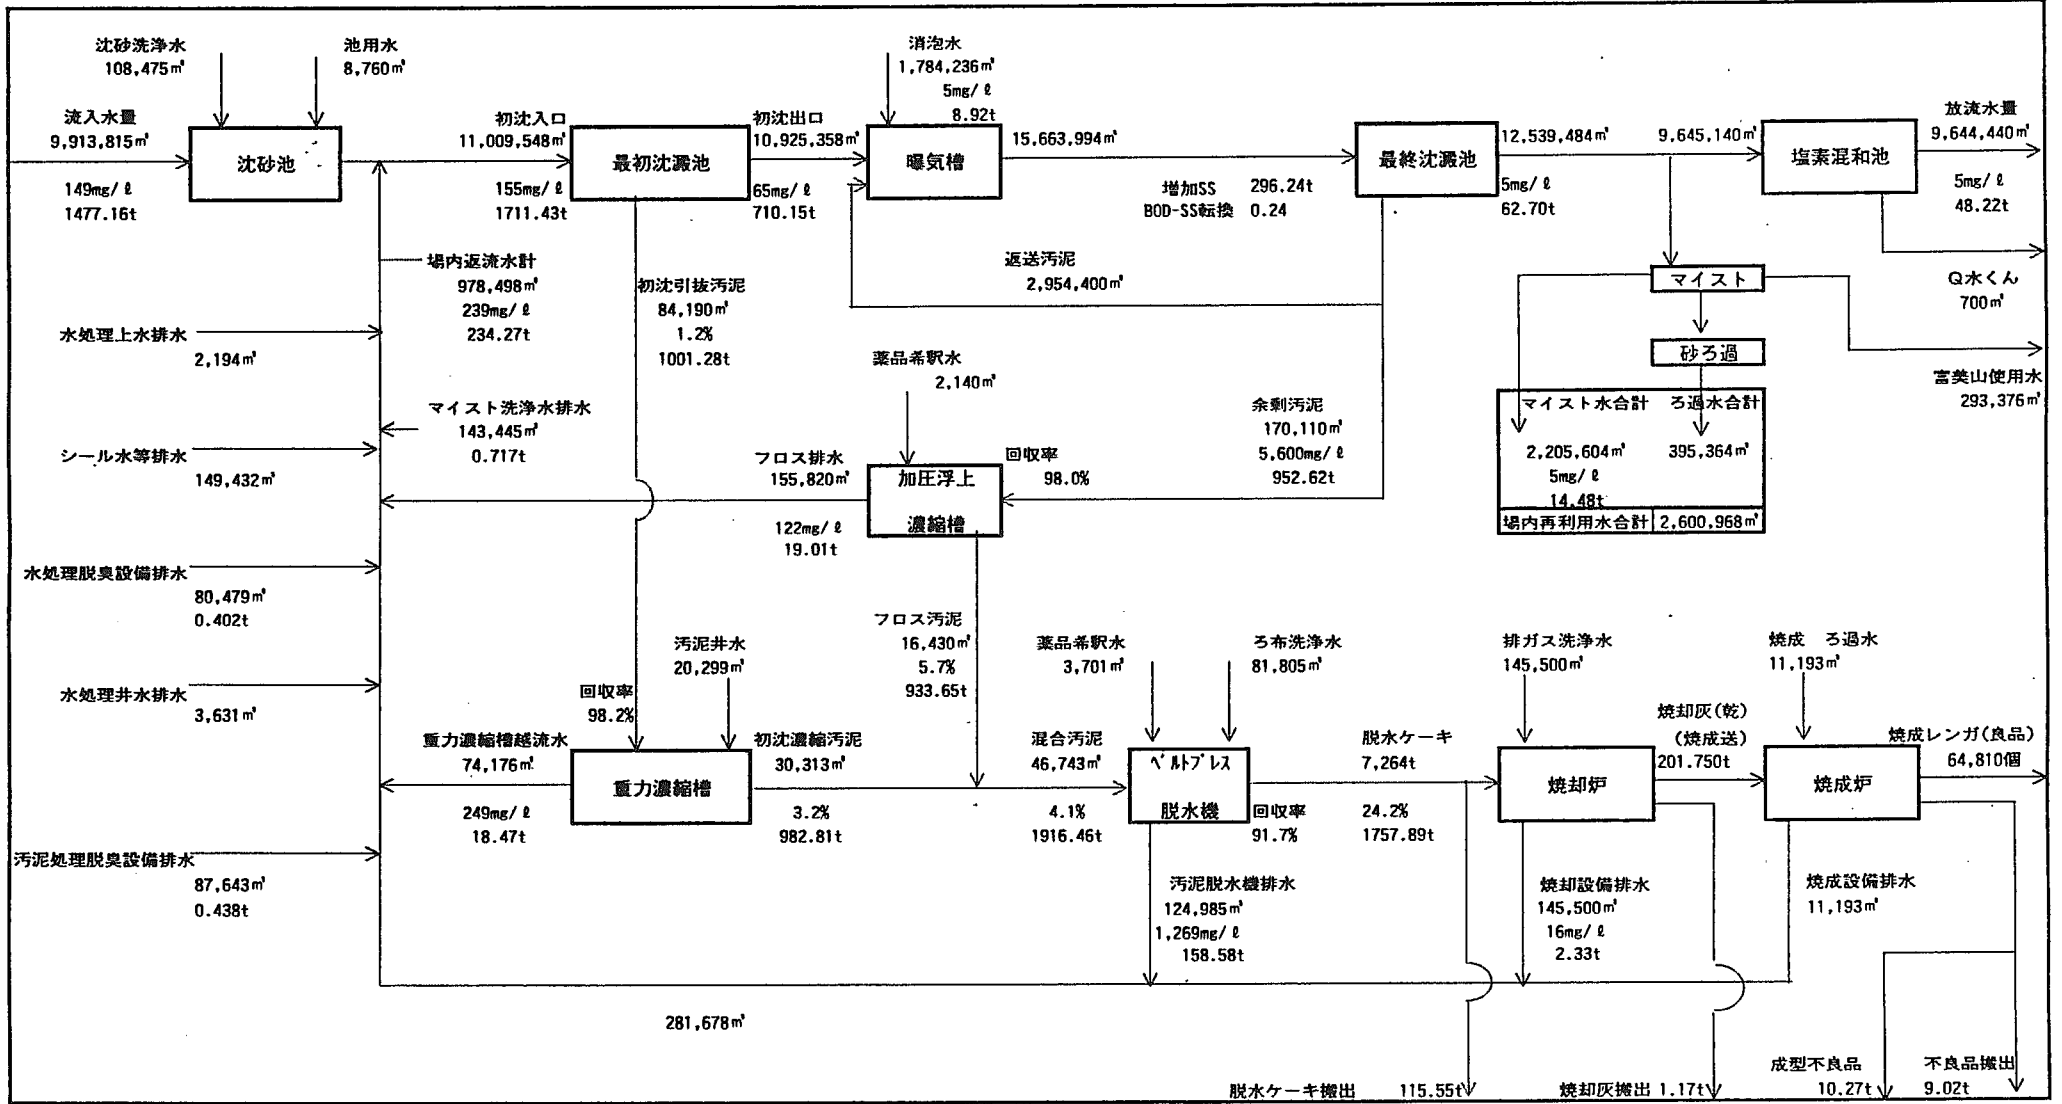 沈砂洗浄水
108,475㎥
池用水
8,760㎥
消泡水
1,784,236㎥
5mg/ℓ
8.92t
流入水量
9,913,815㎥
149mg/ℓ
1477.16t
沈砂池
初沈入口
11,009,548㎥
155mg/ℓ
1711.43t
最初沈澱池
初沈出口
10,925,358㎥
65mg/ℓ
710.15t
曝気槽
15,663,994㎥
増加SS 296.24t
BOD-SS転換 0.24
最終沈澱池
12,539,484㎥
5mg/ℓ
62.70t
9,645,140㎥
塩素混和池
放流水量
9,644,440㎥
5mg/ℓ
48.22t
場内返流水計
978,498㎥
239mg/ℓ
234.27t
初沈引抜汚泥
84,190㎥
1.2%
1001.28t
返送汚泥
2,954,400㎥
マイスト
Q水くん
700㎥
砂ろ過
富美山使用水
293,376㎥
水処理上水排水
2,194㎥
薬品希釈水
2,140㎥
マイスト洗浄水排水
143,445㎥
0.717t
余剰汚泥
170,110㎥
5,600mg/ℓ
952.62t
マイスト水合計 ろ過水合計
2,205,604㎥ 395,364㎥
5mg/ℓ
14.48t
場内再利用水合計 2,600,968㎥
シール水等排水
149,432㎥
フロス排水
155,820㎥
122mg/ℓ
19.01t
加圧浮上
濃縮槽
回収率
98.0%
水処理脱臭設備排水
80,479㎥
0.402t
フロス汚泥
16,430㎥
5.7%
933.65t
汚泥井水
20,299㎥
薬品希釈水
3,701㎥
ろ布洗浄水
81,805㎥
排ガス洗浄水
145,500㎥
焼成 ろ過水
11,193㎥
水処理井水排水
3,631㎥
回収率
98.2%
重力濃縮槽越流水
74,176㎥
249mg/ℓ
18.47t
重力濃縮槽
初沈濃縮汚泥
30,313㎥
3.2%
982.81t
混合汚泥
46,743㎥
4.1%
1916.46t
ベルトプレス
脱水機
回収率
91.7%
脱水ケーキ
7,264t
24.2%
1757.89t
焼却炉
焼却灰(乾)
(焼成送)
201.750t
焼成炉
焼成レンガ(良品)
64,810個
汚泥処理脱臭設備排水
87,643㎥
0.438t
汚泥脱水機排水
124,985㎥
1,269mg/ℓ
158.58t
焼却設備排水
145,500㎥
16mg/ℓ
2.33t
焼成設備排水
11,193㎥
281,678㎥
脱水ケーキ搬出 115.55t
焼却灰搬出 1.17t
成型不良品
10.27t
不良品搬出
9.02t